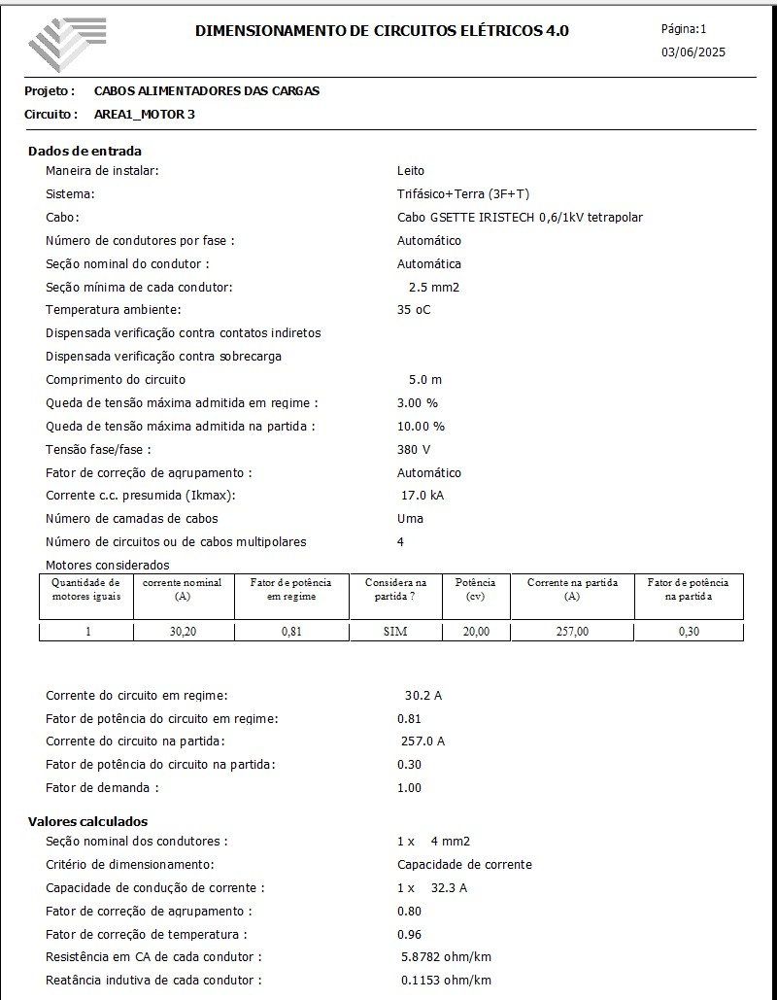 DIMENSIONAMENTO DE CIRCUITOS ELÉTRICOS 4.0
Página:1
03/06/2025
Projeto : CABOS ALIMENTADORES DAS CARGAS
Circuito : AREA1_MOTOR 3
Dados de entrada
Maneira de instalar: Leito
Sistema: Trifásico+Terra (3F+T)
Cabo: Cabo GSETTE IRISTECH 0,6/1kV tetrapolar
Número de condutores por fase : Automático
Seção nominal do condutor : Automática
Seção mínima de cada condutor: 2.5 mm2
Temperatura ambiente: 35 oC
Dispensada verificação contra contatos indiretos
Dispensada verificação contra sobrecarga
Comprimento do circuito 5.0 m
Queda de tensão máxima admitida em regime : 3.00 %
Queda de tensão máxima admitida na partida : 10.00 %
Tensão fase/fase : 380 V
Fator de correção de agrupamento : Automático
Corrente c.c. presumida (Ikmax): 17.0 kA
Número de camadas de cabos Uma
Número de circuitos ou de cabos multipolares 4
Motores considerados
Quantidade de motores iguais corrente nominal (A) Fator de potência em regime Considera na partida ? Potência (cv) Corrente na partida (A) Fator de potência na partida
1 30,20 0,81 SIM 20,00 257,00 0,30
Corrente do circuito em regime: 30.2 A
Fator de potência do circuito em regime: 0.81
Corrente do circuito na partida: 257.0 A
Fator de potência do circuito na partida: 0.30
Fator de demanda : 1.00
Valores calculados
Seção nominal dos condutores : 1 x 4 mm2
Critério de dimensionamento: Capacidade de corrente
Capacidade de condução de corrente : 1 x 32.3 A
Fator de correção de agrupamento : 0.80
Fator de correção de temperatura : 0.96
Resistência em CA de cada condutor : 5.8782 ohm/km
Reatância indutiva de cada condutor : 0.1153 ohm/km